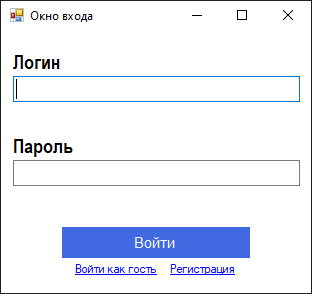 Окно входа
Логин
Пароль
Войти
Войти как гость Регистрация